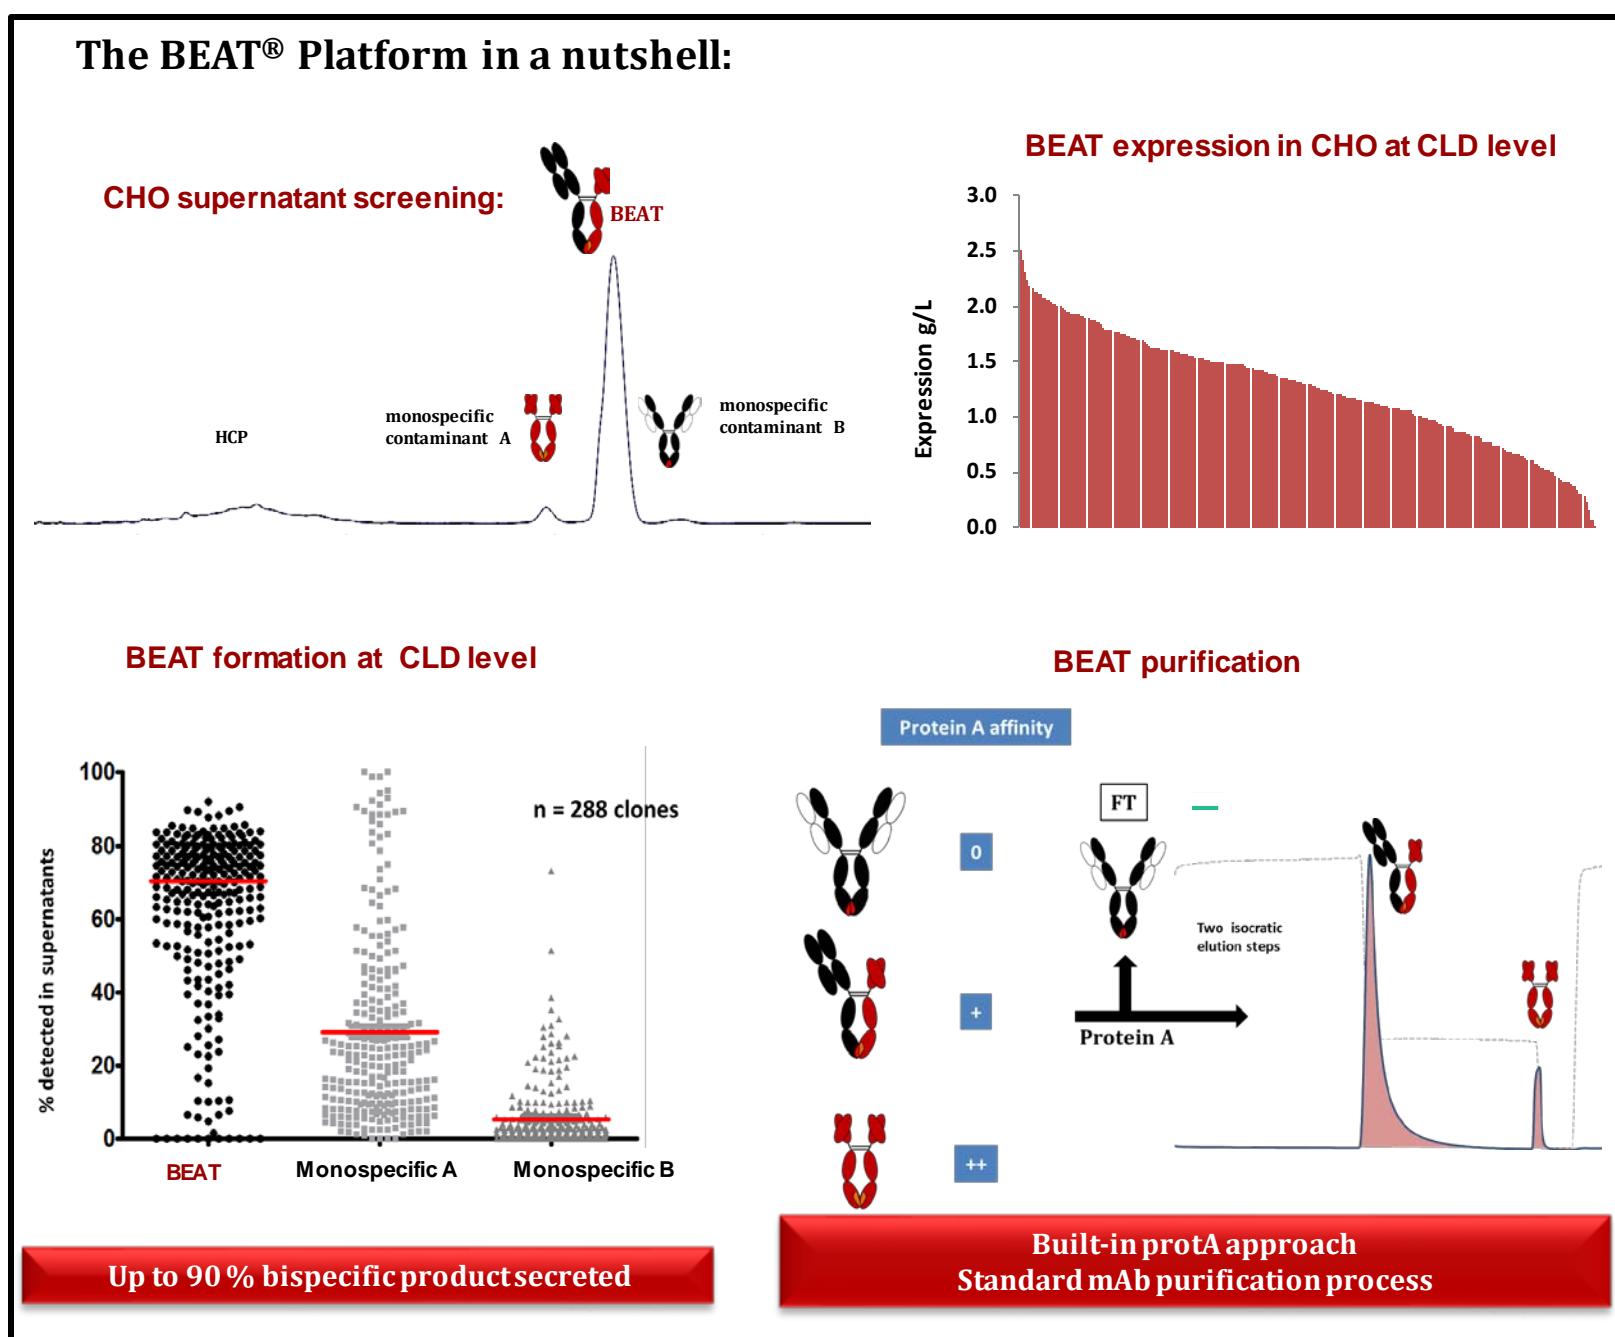 The BEAT® Platform in a nutshell:
CHO supernatant screening:
BEAT
HCP
monospecific
contaminant A
monospecific
contaminant B
BEAT expression in CHO at CLD level
Expression g/L
3.0
2.5
2.0
1.5
1.0
0.5
0.0
BEAT formation at CLD level
% detected in supernatants
100
80
60
40
20
0
n = 288 clones
BEAT
Monospecific A
Monospecific B
Up to 90 % bispecific product secreted
BEAT purification
Protein A affinity
0
+
++
FT
Protein A
Two isocratic
elution steps
Built-in protA approach
Standard mAb purification process